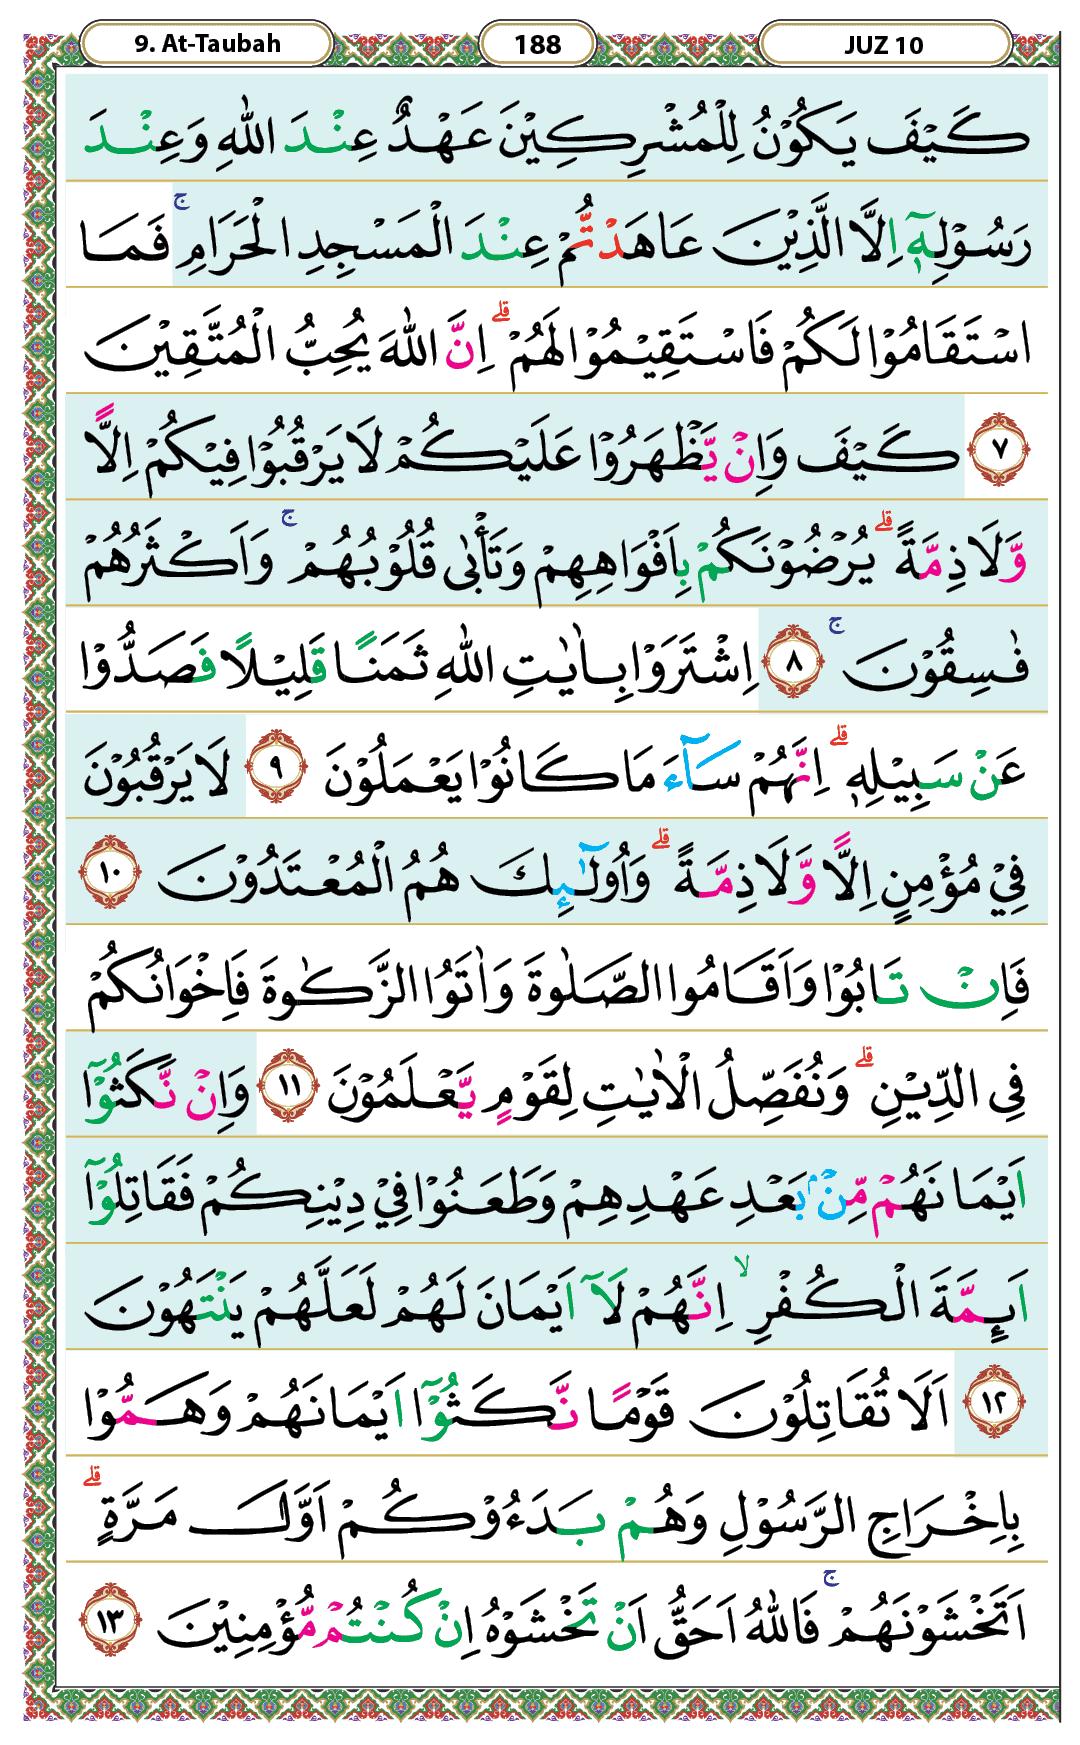 9. At-Taubah
188
JUZ 10
كَيْفَ يَكُوْنُ لِلْمُشْرِكِيْنَ عَهْدٌ عِنْدَ اللّٰهِ وَعِنْدَ
رَسُوْلِهٖٓ اِلَّا الَّذِيْنَ عَاهَدْتُّمْ عِنْدَ الْمَسْجِدِ الْحَرَامِۚ فَمَا
اسْتَقَامُوْا لَكُمْ فَاسْتَقِيْمُوْا لَهُمْۗ اِنَّ اللّٰهَ يُحِبُّ الْمُتَّقِيْنَ
٧ كَيْفَ وَاِنْ يَّظْهَرُوْا عَلَيْكُمْ لَا يَرْقُبُوْا فِيْكُمْ اِلًّا
وَّلَا ذِمَّةًۗ يُرْضُوْنَكُمْ بِاَفْوَاهِهِمْ وَتَأْبٰى قُلُوْبُهُمْۚ وَاَكْثَرُهُمْ
فٰسِقُوْنَۚ ٨ اِشْتَرَوْا بِاٰيٰتِ اللّٰهِ ثَمَنًا قَلِيْلًا فَصَدُّوْا
عَنْ سَبِيْلِهٖۗ اِنَّهُمْ سَاۤءَ مَا كَانُوْا يَعْمَلُوْنَ ٩ لَا يَرْقُبُوْنَ
فِيْ مُؤْمِنٍ اِلًّا وَّلَا ذِمَّةًۗ وَاُولٰۤىِٕكَ هُمُ الْمُعْتَدُوْنَ ١٠
فَاِنْ تَابُوْا وَاَقَامُوا الصَّلٰوةَ وَاٰتَوُا الزَّكٰوةَ فَاِخْوَانُكُمْ
فِى الدِّيْنِۗ وَنُفَصِّلُ الْاٰيٰتِ لِقَوْمٍ يَّعْلَمُوْنَ ١١ وَاِنْ نَّكَثُوْٓا
اَيْمَانَهُمْ مِّنْۢ بَعْدِ عَهْدِهِمْ وَطَعَنُوْا فِيْ دِيْنِكُمْ فَقَاتِلُوْٓا
اَىِٕمَّةَ الْكُفْرِۙ اِنَّهُمْ لَآ اَيْمَانَ لَهُمْ لَعَلَّهُمْ يَنْتَهُوْنَ
١٢ اَلَا تُقَاتِلُوْنَ قَوْمًا نَّكَثُوْٓا اَيْمَانَهُمْ وَهَمُّوْا
بِاِخْرَاجِ الرَّسُوْلِ وَهُمْ بَدَءُوْكُمْ اَوَّلَ مَرَّةٍۗ
اَتَخْشَوْنَهُمْۚ فَاللّٰهُ اَحَقُّ اَنْ تَخْشَوْهُ اِنْ كُنْتُمْ مُّؤْمِنِيْنَ ١٣